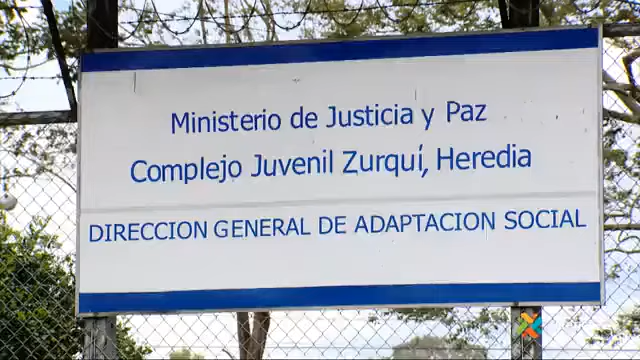 Ministerio de Justicia y Paz
Complejo Juvenil Zurquí, Heredia
DIRECCION GENERAL DE ADAPTACION SOCIAL